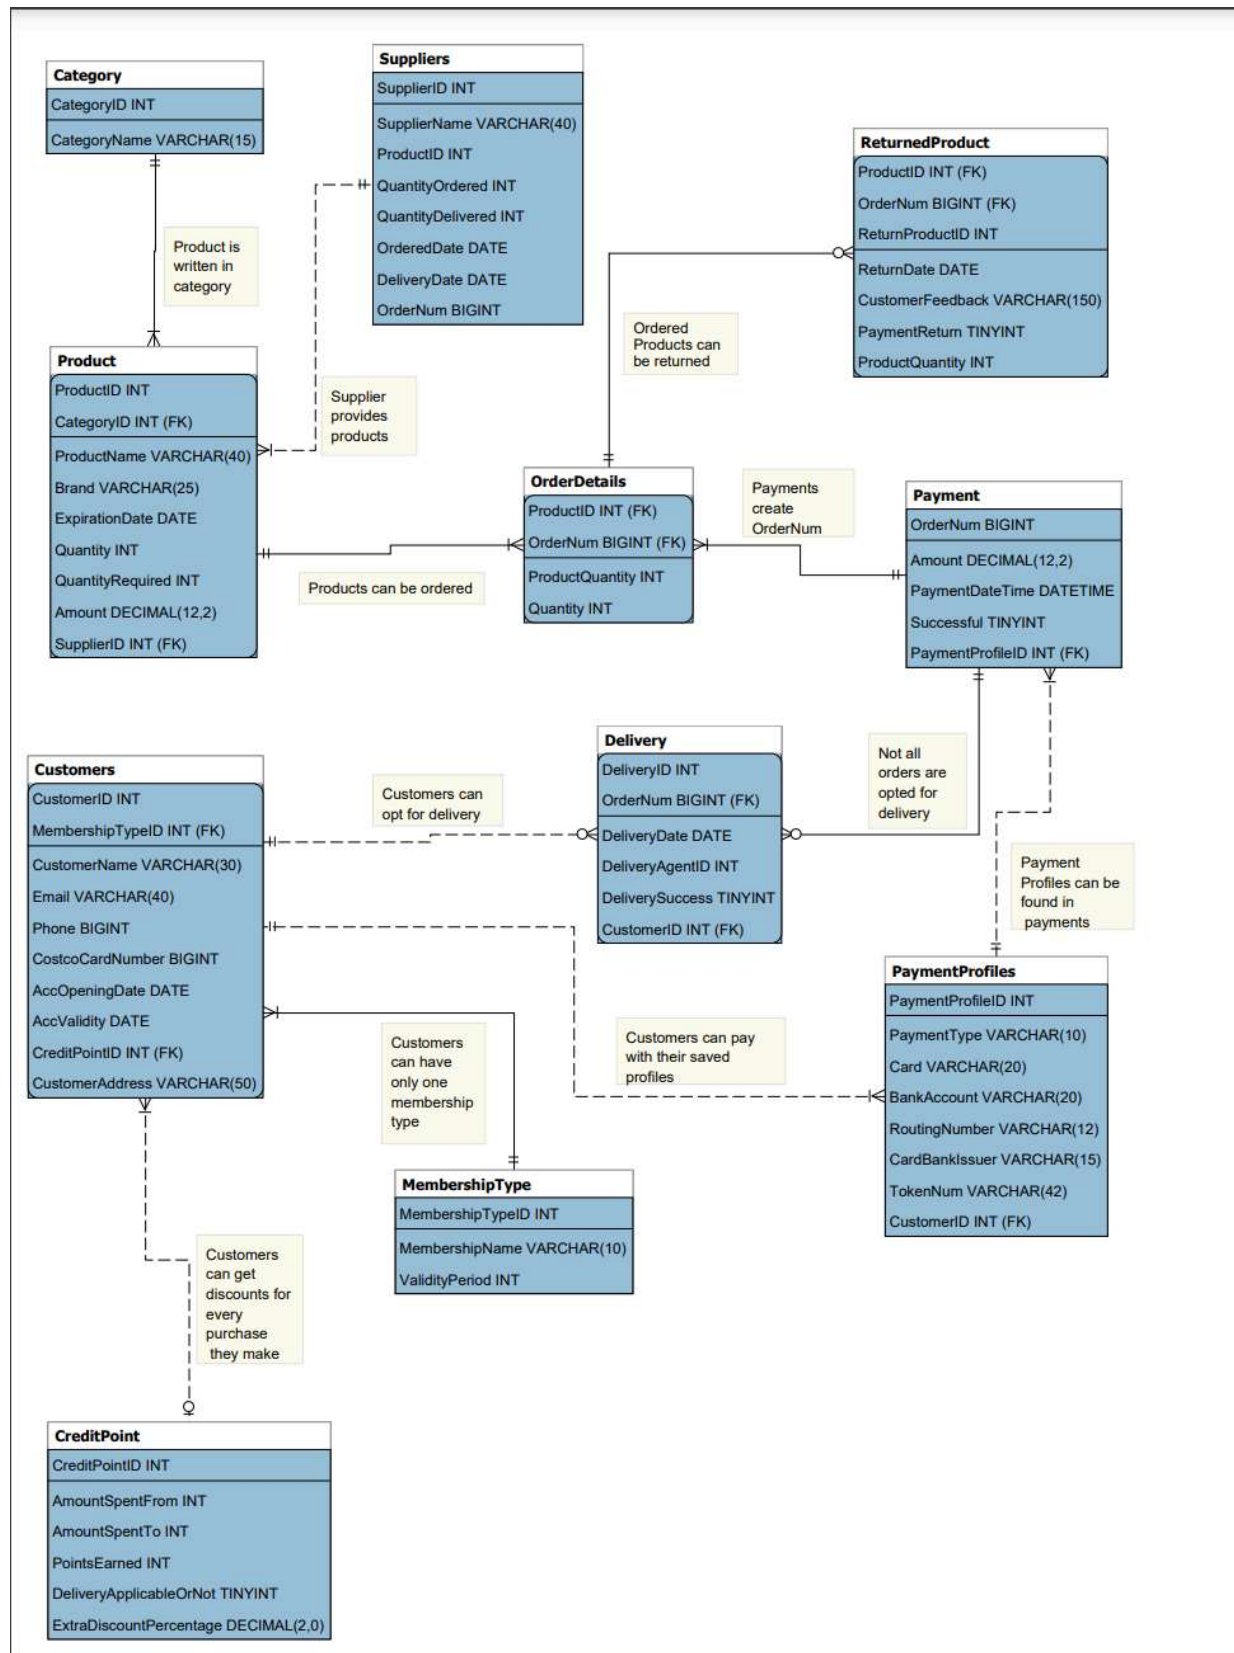 Category
CategoryID INT
CategoryName VARCHAR(15)
Suppliers
SupplierID INT
SupplierName VARCHAR(40)
ProductID INT
QuantityOrdered INT
QuantityDelivered INT
OrderedDate DATE
DeliveryDate DATE
OrderNum BIGINT
ReturnedProduct
ProductID INT (FK)
OrderNum BIGINT (FK)
ReturnProductID INT
ReturnDate DATE
CustomerFeedback VARCHAR(150)
PaymentReturn TINYINT
ProductQuantity INT
Product is
written in
category
Ordered
Products can
be returned
Supplier
provides
products
Product
ProductID INT
CategoryID INT (FK)
ProductName VARCHAR(40)
Brand VARCHAR(25)
ExpirationDate DATE
Quantity INT
QuantityRequired INT
Amount DECIMAL(12,2)
SupplierID INT (FK)
Products can be ordered
OrderDetails
ProductID INT (FK)
OrderNum BIGINT (FK)
ProductQuantity INT
Quantity INT
Payments
create
OrderNum
Payment
OrderNum BIGINT
Amount DECIMAL(12,2)
PaymentDateTime DATETIME
Successful TINYINT
PaymentProfileID INT (FK)
Customers
CustomerID INT
MembershipTypeID INT (FK)
CustomerName VARCHAR(30)
Email VARCHAR(40)
Phone BIGINT
CostcoCardNumber BIGINT
AccOpeningDate DATE
AccValidity DATE
CreditPointID INT (FK)
CustomerAddress VARCHAR(50)
Customers can
opt for delivery
Delivery
DeliveryID INT
OrderNum BIGINT (FK)
DeliveryDate DATE
DeliveryAgentID INT
DeliverySuccess TINYINT
CustomerID INT (FK)
Not all
orders are
opted for
delivery
Payment
Profiles can be
found in
payments
PaymentProfiles
PaymentProfileID INT
PaymentType VARCHAR(10)
Card VARCHAR(20)
BankAccount VARCHAR(20)
RoutingNumber VARCHAR(12)
CardBankIssuer VARCHAR(15)
TokenNum VARCHAR(42)
CustomerID INT (FK)
Customers
can have
only one
membership
type
Customers can pay
with their saved
profiles
MembershipType
MembershipTypeID INT
MembershipName VARCHAR(10)
ValidityPeriod INT
Customers
can get
discounts for
every
purchase
they make
CreditPoint
CreditPointID INT
AmountSpentFrom INT
AmountSpentTo INT
PointsEarned INT
DeliveryApplicableOrNot TINYINT
ExtraDiscountPercentage DECIMAL(2,0)